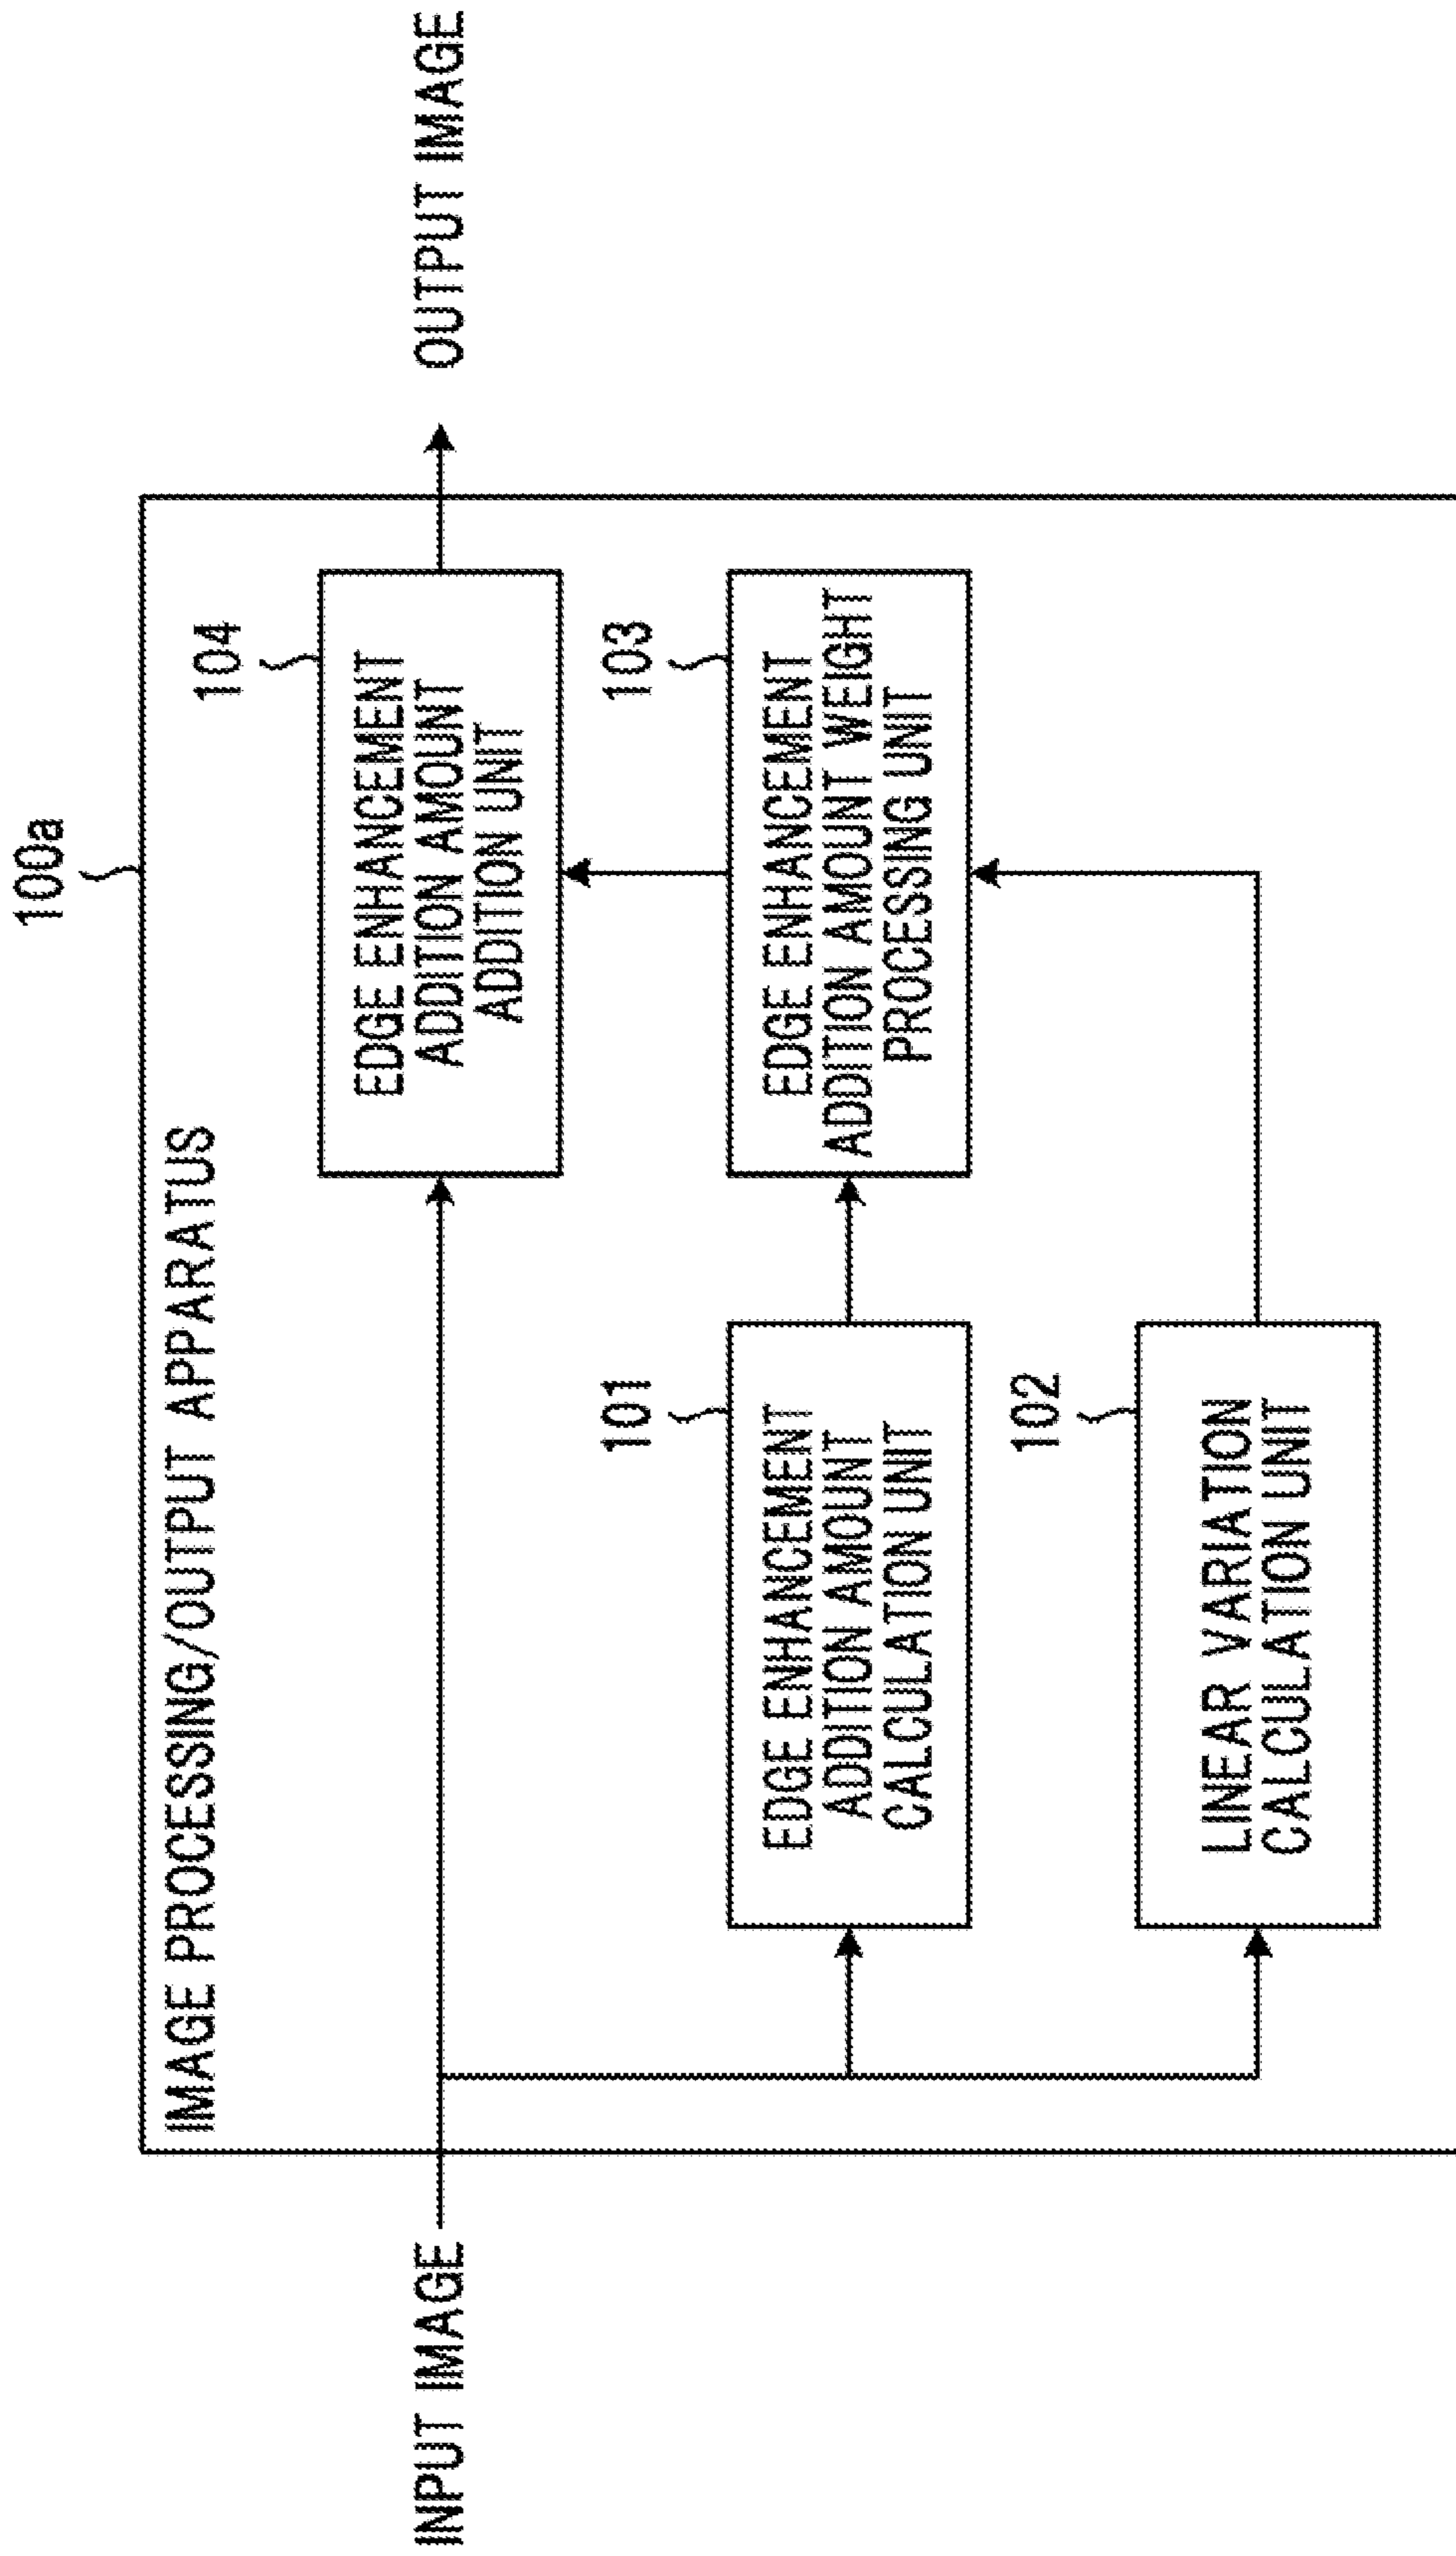 100a
IMAGE PROCESSING/OUTPUT APPARATUS
INPUT IMAGE
104
EDGE ENHANCEMENT
ADDITION AMOUNT
ADDITION UNIT
OUTPUT IMAGE
101
EDGE ENHANCEMENT
ADDITION AMOUNT
CALCULATION UNIT
103
EDGE ENHANCEMENT
ADDITION AMOUNT WEIGHT
PROCESSING UNIT
102
LINEAR VARIATION
CALCULATION UNIT